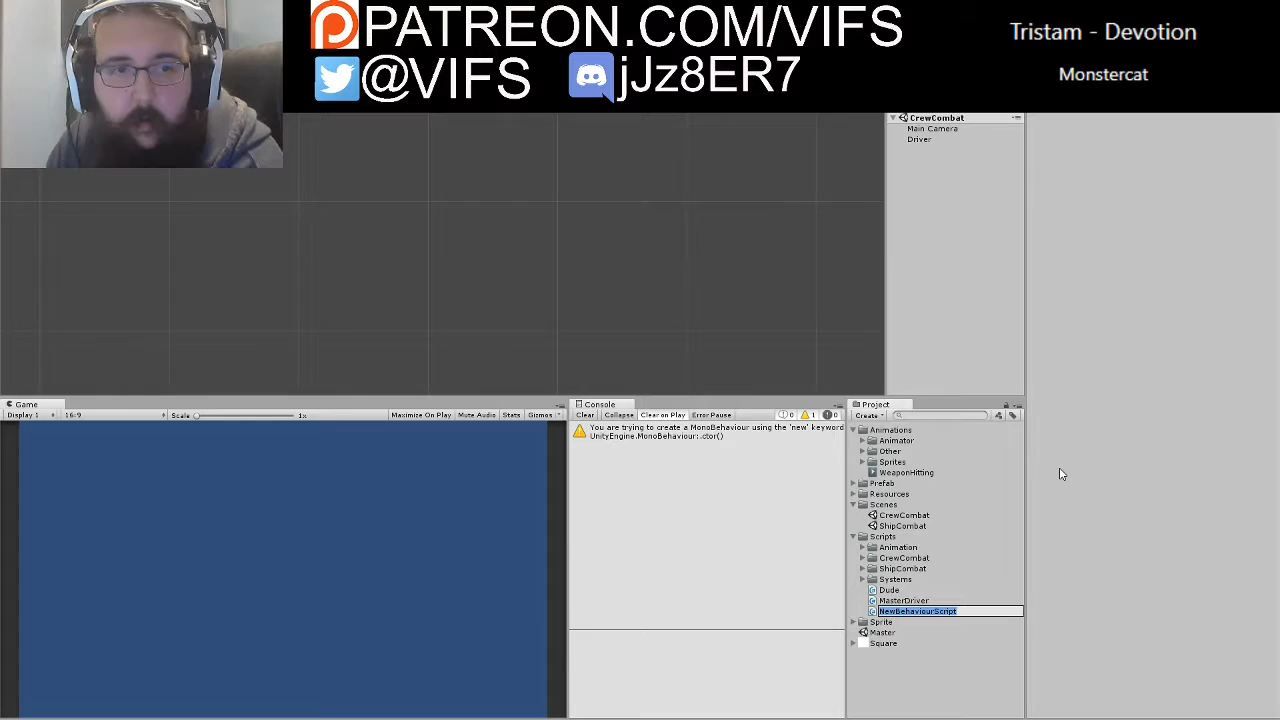 PATREON.COM/VIFS
@VIFS
jJz8ER7
Tristam - Devotion
Monstercat
CrewCombat
Main Camera
Driver
Game
Display 1
16:9
Scale
1x
Maximize On Play
Mute Audio
Stats
Gizmos
Console
Clear
Collapse
Clear on Play
Error Pause
0
1
0
You are trying to create a MonoBehaviour using the 'new' keyword
UnityEngine.MonoBehaviour:.ctor()
Project
Create
Animations
Animator
Other
Sprites
WeaponHitting
Prefab
Resources
Scenes
CrewCombat
ShipCombat
Scripts
Animation
CrewCombat
ShipCombat
Systems
Dude
MasterDriver
NewBehaviourScript
Sprite
Master
Square